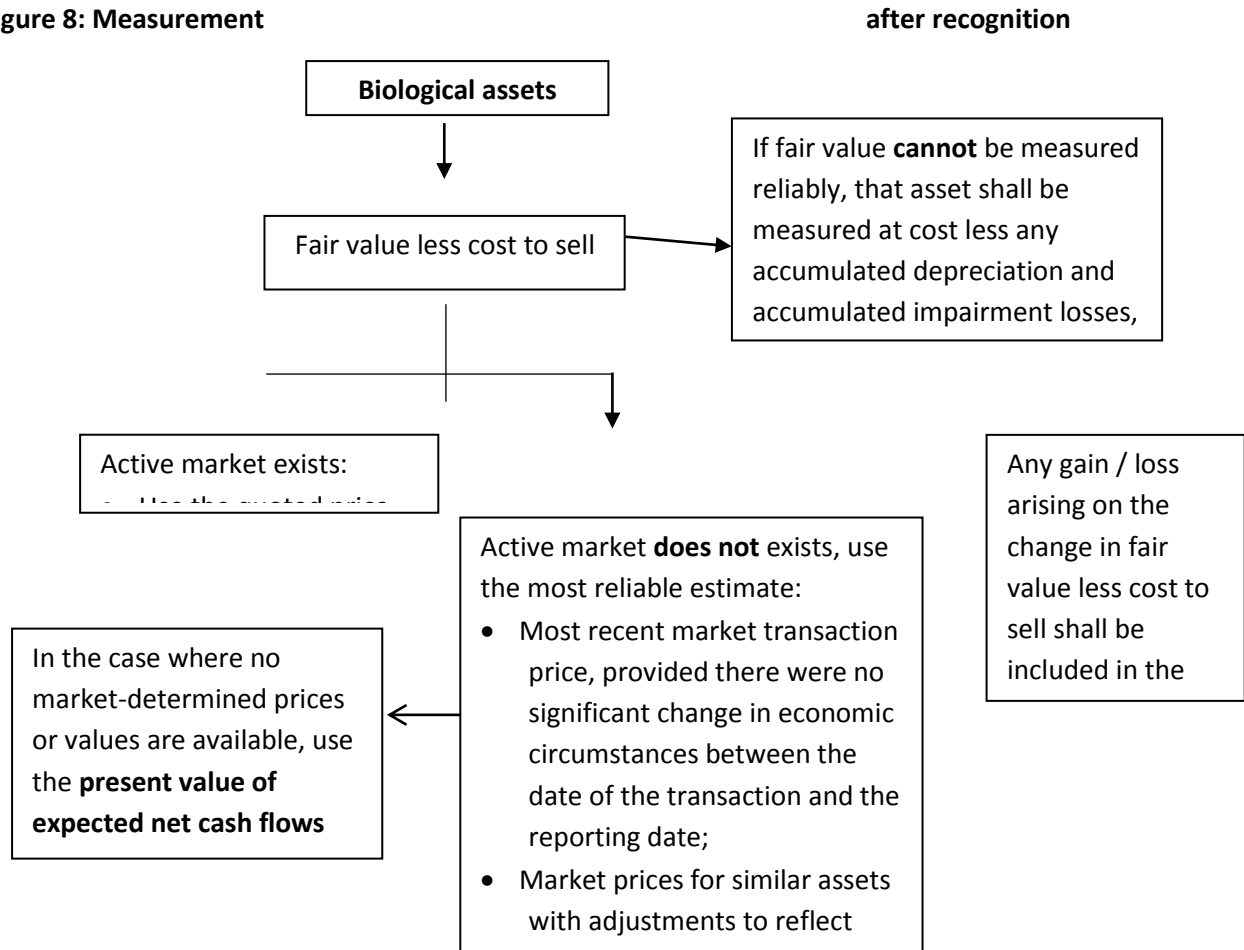 gure 8: Measurement after recognition
Biological assets
Fair value less cost to sell
If fair value cannot be measured
reliably, that asset shall be
measured at cost less any
accumulated depreciation and
accumulated impairment losses,
Active market exists:
• Use the quoted price
Active market does not exists, use
the most reliable estimate:
• Most recent market transaction
price, provided there were no
significant change in economic
circumstances between the
date of the transaction and the
reporting date;
• Market prices for similar assets
with adjustments to reflect
In the case where no
market-determined prices
or values are available, use
the present value of
expected net cash flows
Any gain / loss
arising on the
change in fair
value less cost to
sell shall be
included in the